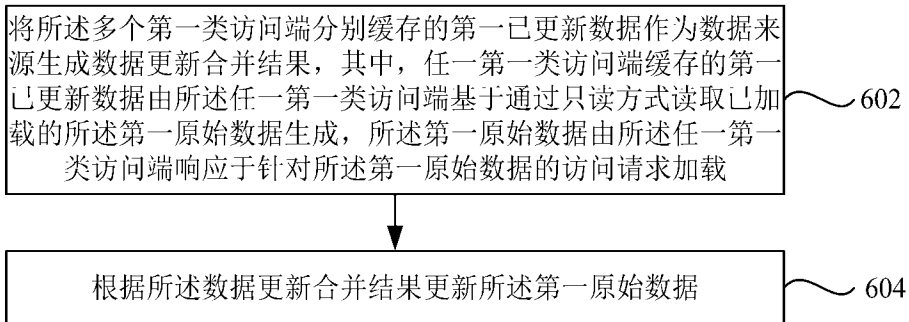 将所述多个第一类访问端分别缓存的第一已更新数据作为数据来
源生成数据更新合并结果，其中，任一第一类访问端缓存的第一
已更新数据由所述任一第一类访问端基于通过只读方式读取已加
载的所述第一原始数据生成，所述第一原始数据由所述任一第一
类访问端响应于针对所述第一原始数据的访问请求加载
602
根据所述数据更新合并结果更新所述第一原始数据
604